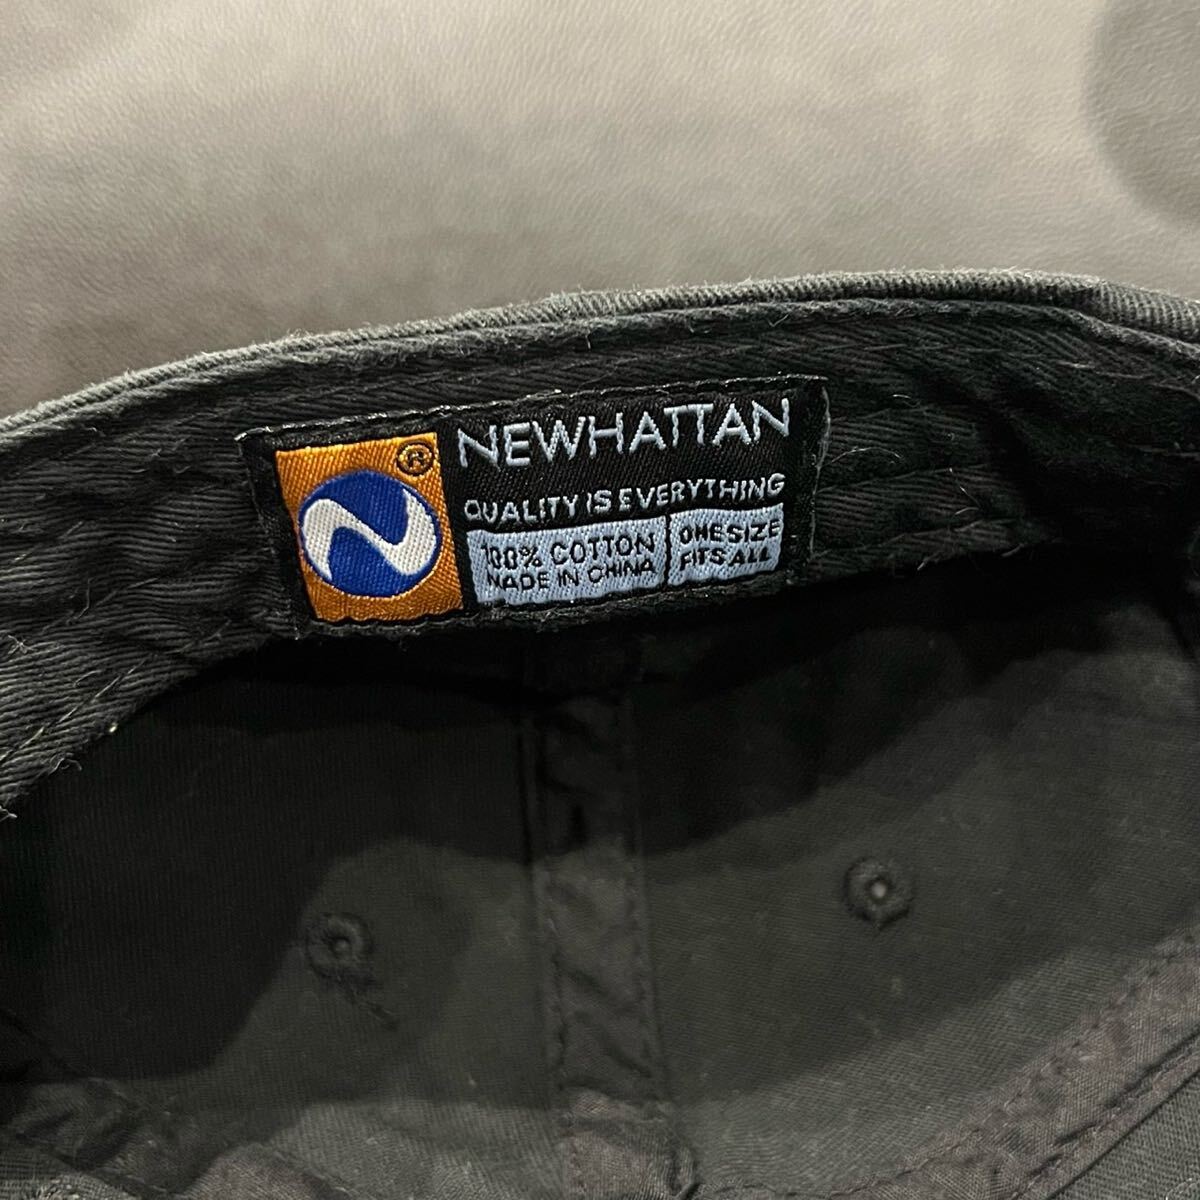 ®
NEWHATTAN
QUALITY IS EVERYTHING
100% COTTON
MADE IN CHINA
ONE SIZE
FITS ALL